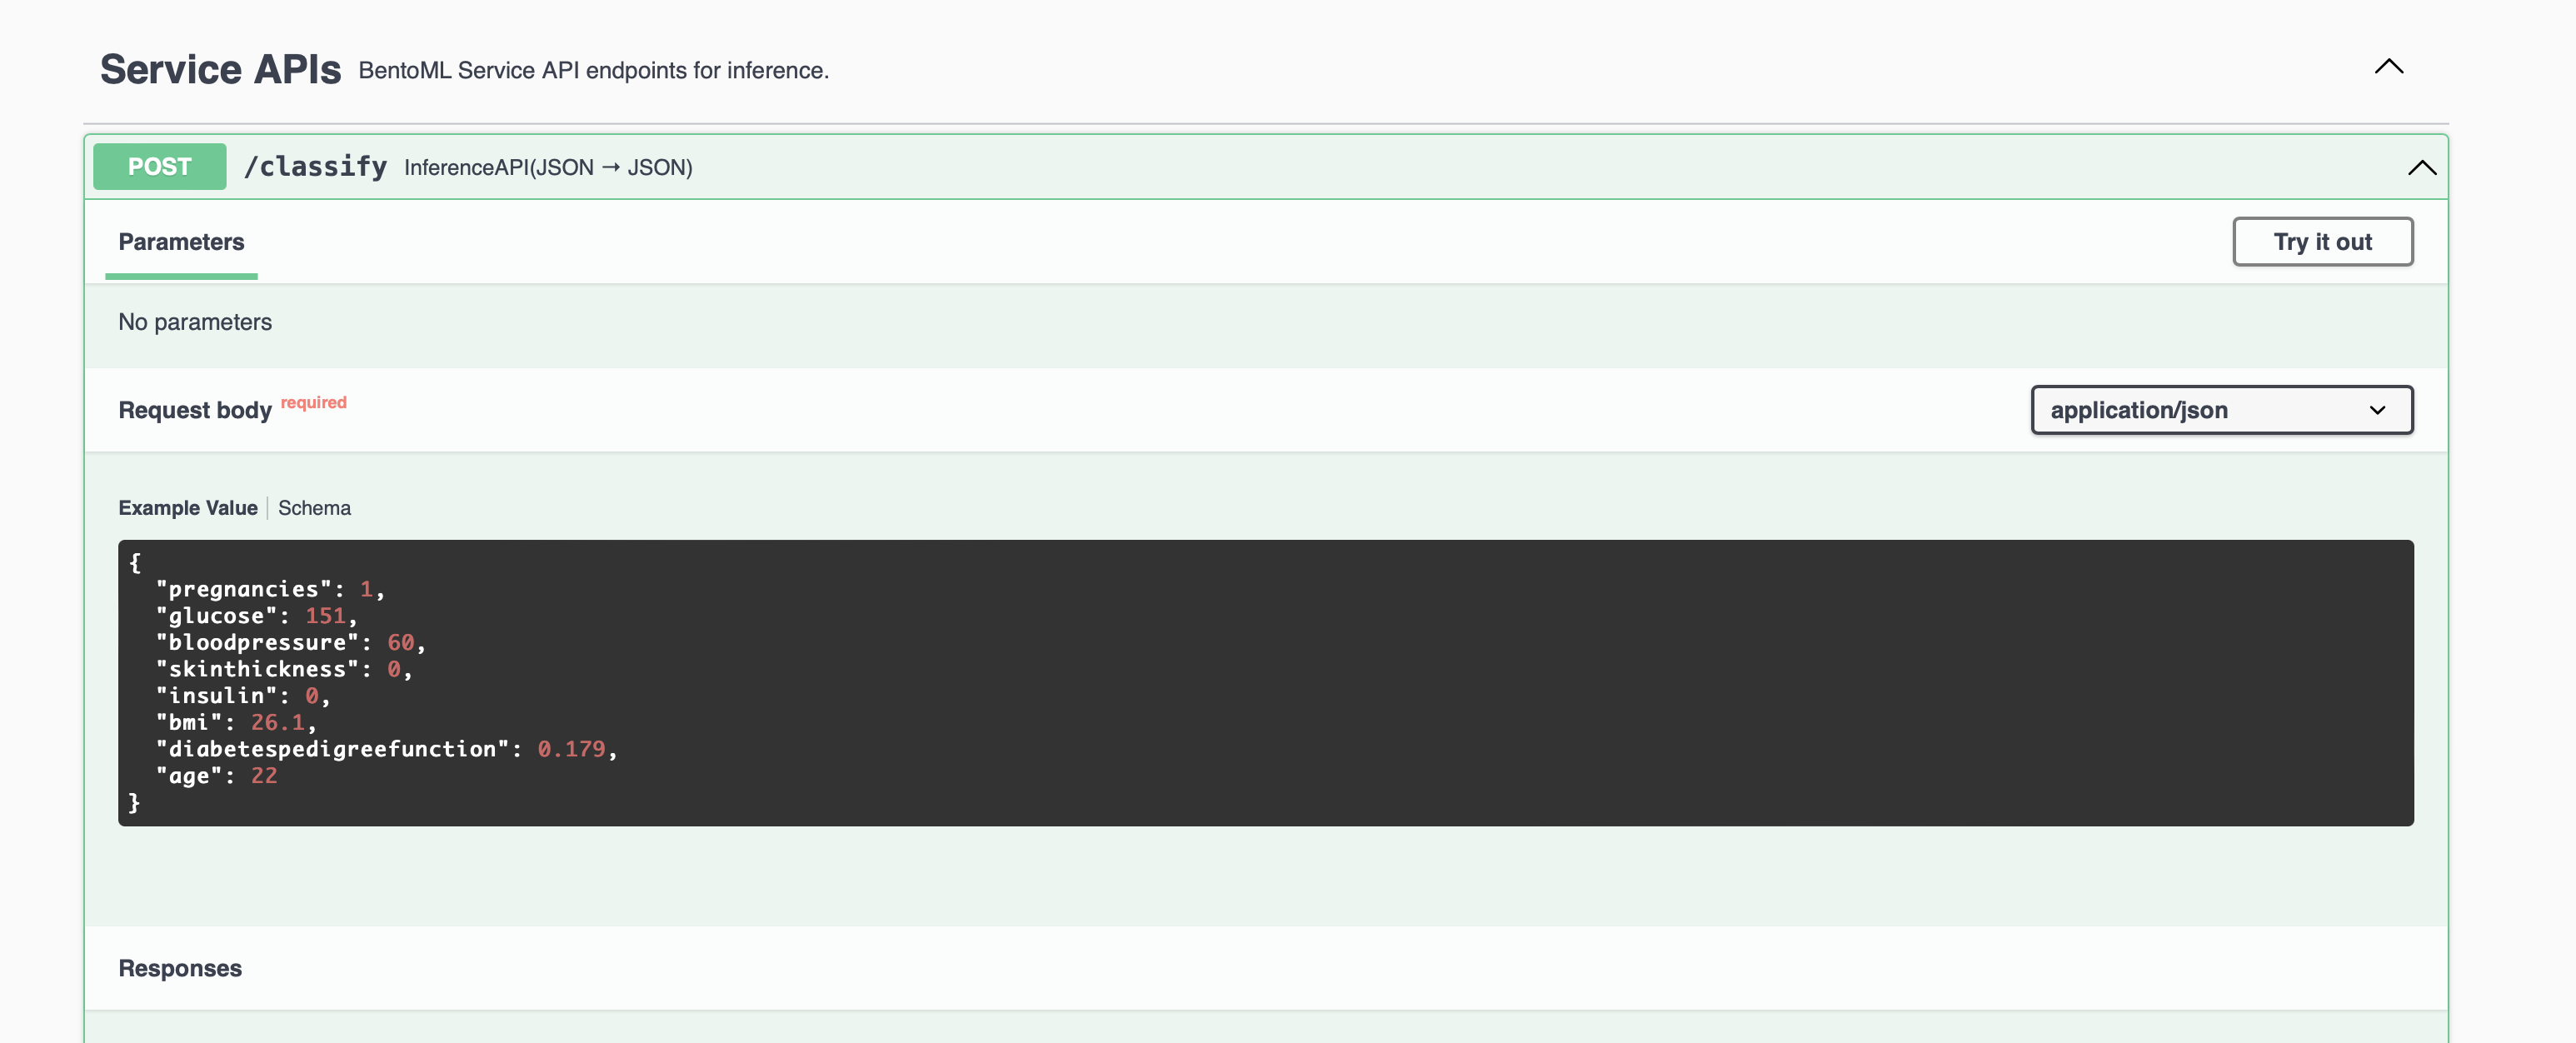 Service APIs BentoML Service API endpoints for inference.
POST /classify InferenceAPI(JSON → JSON)
Parameters Try it out
No parameters
Request body required application/json
Example Value Schema
{
  "pregnancies": 1,
  "glucose": 151,
  "bloodpressure": 60,
  "skinthickness": 0,
  "insulin": 0,
  "bmi": 26.1,
  "diabetespedigreefunction": 0.179,
  "age": 22
}
Responses